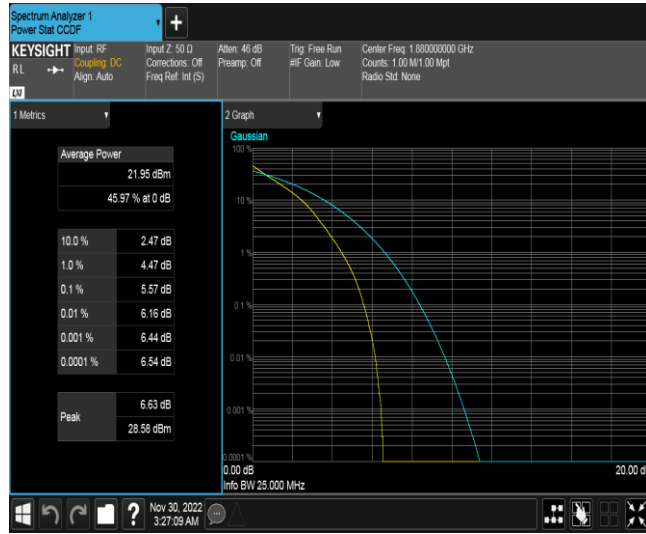 Spectrum Analyzer 1
Power Stat CCDF
+
KEYSIGHT
RL
LXI
Input: RF
Coupling: DC
Align: Auto
Input Z: 50 Ω
Corrections: Off
Freq Ref: Int (S)
Atten: 46 dB
Preamp: Off
Trig: Free Run
#IF Gain: Low
Center Freq: 1.880000000 GHz
Counts: 1.00 M/1.00 Mpt
Radio Std: None
1 Metrics
Average Power
21.95 dBm
45.97 % at 0 dB
10.0 % 2.47 dB
1.0 % 4.47 dB
0.1 % 5.57 dB
0.01 % 6.16 dB
0.001 % 6.44 dB
0.0001 % 6.54 dB
Peak
6.63 dB
28.58 dBm
2 Graph
Gaussian
100 %
10 %
1 %
0.1 %
0.01 %
0.001 %
0.0001 %
0.00 dB
20.00 d
Info BW 25.000 MHz
?
Nov 30, 2022
3:27:09 AM